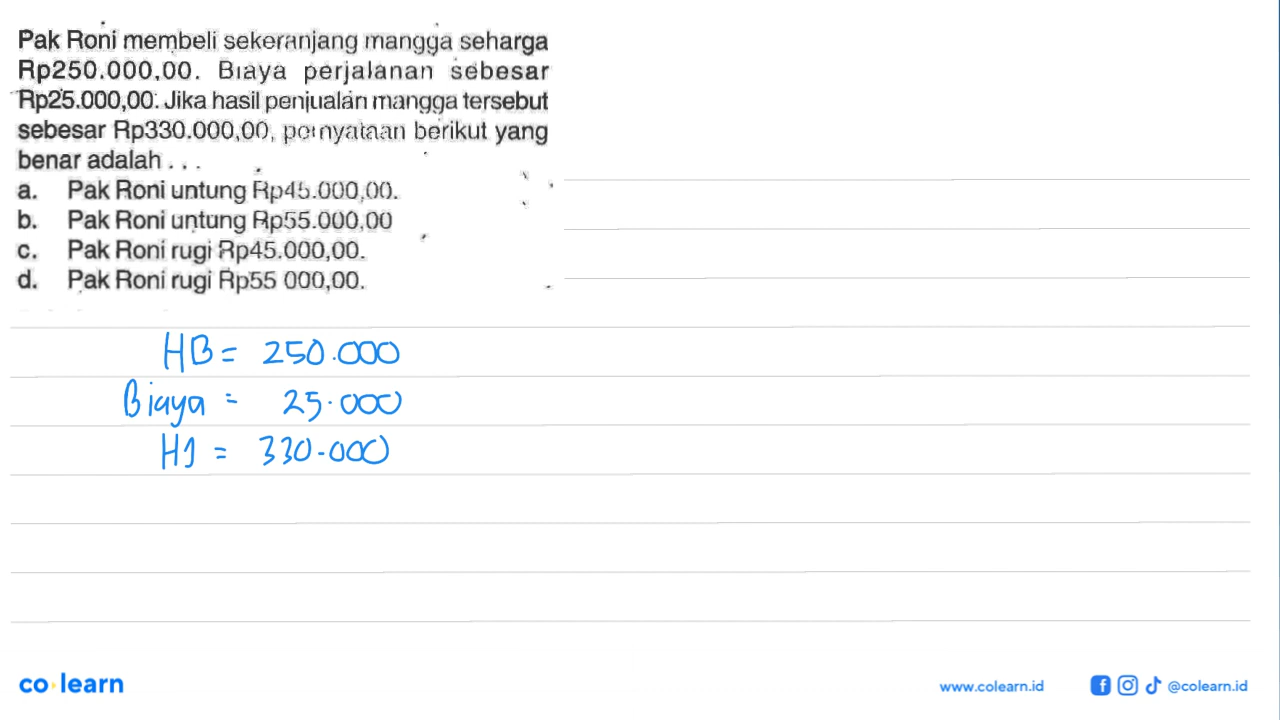 Pak Roni membeli sekeranjang mangga seharga
Rp250.000,00. Biaya perjalanan sebesar
Rp25.000,00. Jika hasil penjualan mangga tersebut
sebesar Rp330.000,00, pernyataan berikut yang
benar adalah . . .
a. Pak Roni untung Rp45.000,00.
b. Pak Roni untung Rp55.000,00
c. Pak Roni rugi Rp45.000,00.
d. Pak Roni rugi Rp55 000,00.
HB = 250.000
Biaya = 25.000
HJ = 330.000
co learn
www.colearn.id
@colearn.id